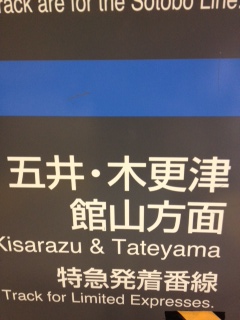 rack are for the Sotobo Line.
五井・木更津
館山方面
Kisarazu & Tateyama
特急発着番線
Track for Limited Expresses.